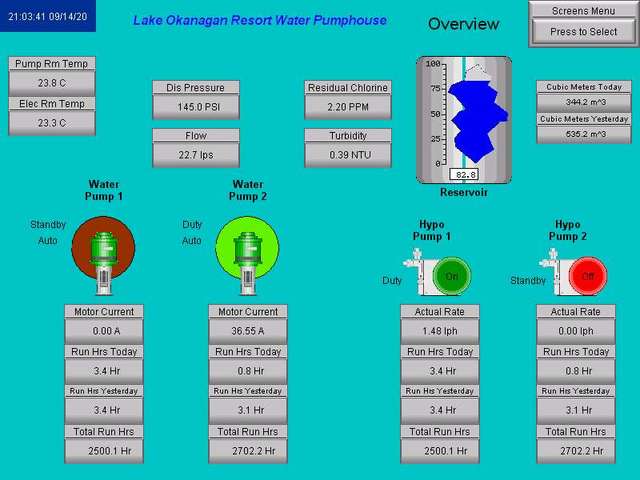 21:03:41 09/14/20
Lake Okanagan Resort Water Pumphouse
Overview
Screens Menu
Press to Select
Pump Rm Temp
23.8 C
Elec Rm Temp
23.3 C
Dis Pressure
145.0 PSI
Flow
22.7 lps
Residual Chlorine
2.20 PPM
Turbidity
0.39 NTU
100
75
50
25
0
82.8
Reservoir
Cubic Meters Today
344.2 m^3
Cubic Meters Yesterday
535.2 m^3
Water
Pump 1
Standby
Auto
Water
Pump 2
Duty
Auto
Hypo
Pump 1
Duty
On
Hypo
Pump 2
Standby
Off
Motor Current
0.00 A
Run Hrs Today
3.4 Hr
Run Hrs Yesterday
3.4 Hr
Total Run Hrs
2500.1 Hr
Motor Current
36.55 A
Run Hrs Today
0.8 Hr
Run Hrs Yesterday
3.1 Hr
Total Run Hrs
2702.2 Hr
Actual Rate
1.48 lph
Run Hrs Today
3.4 Hr
Run Hrs Yesterday
3.4 Hr
Total Run Hrs
2500.1 Hr
Actual Rate
0.00 lph
Run Hrs Today
0.8 Hr
Run Hrs Yesterday
3.1 Hr
Total Run Hrs
2702.2 Hr